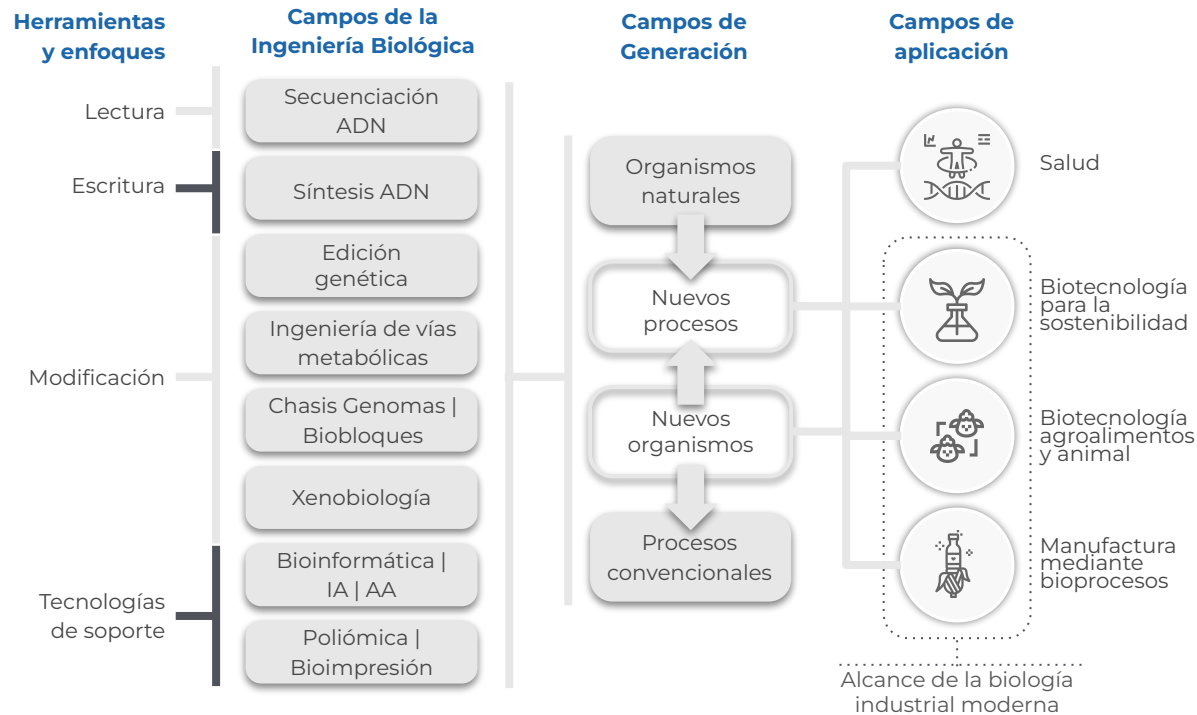 Herramientas
y enfoques
Lectura
Escritura
Modificación
Tecnologías
de soporte
Campos de la
Ingeniería Biológica
Secuenciación
ADN
Síntesis ADN
Edición
genética
Ingeniería de vías
metabólicas
Chasis Genomas |
Biobloques
Xenobiología
Bioinformática |
IA | AA
Poliómica |
Bioimpresión
Campos de
Generación
Organismos
naturales
Nuevos
procesos
Nuevos
organismos
Procesos
convencionales
Campos de
aplicación
Salud
Biotecnología
para la
sostenibilidad
Biotecnología
agroalimentos
y animal
Manufactura
mediante
bioprocesos
Alcance de la biología
industrial moderna